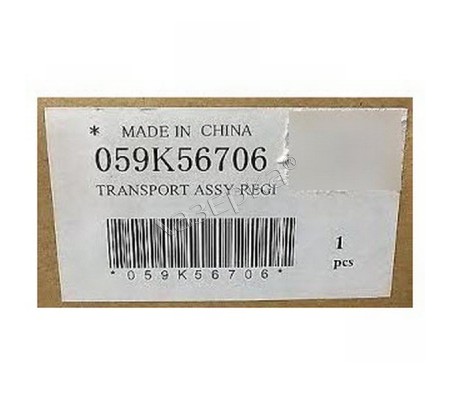 * MADE IN CHINA
059K56706
TRANSPORT ASSY REGI
*059K56706*
1
pcs